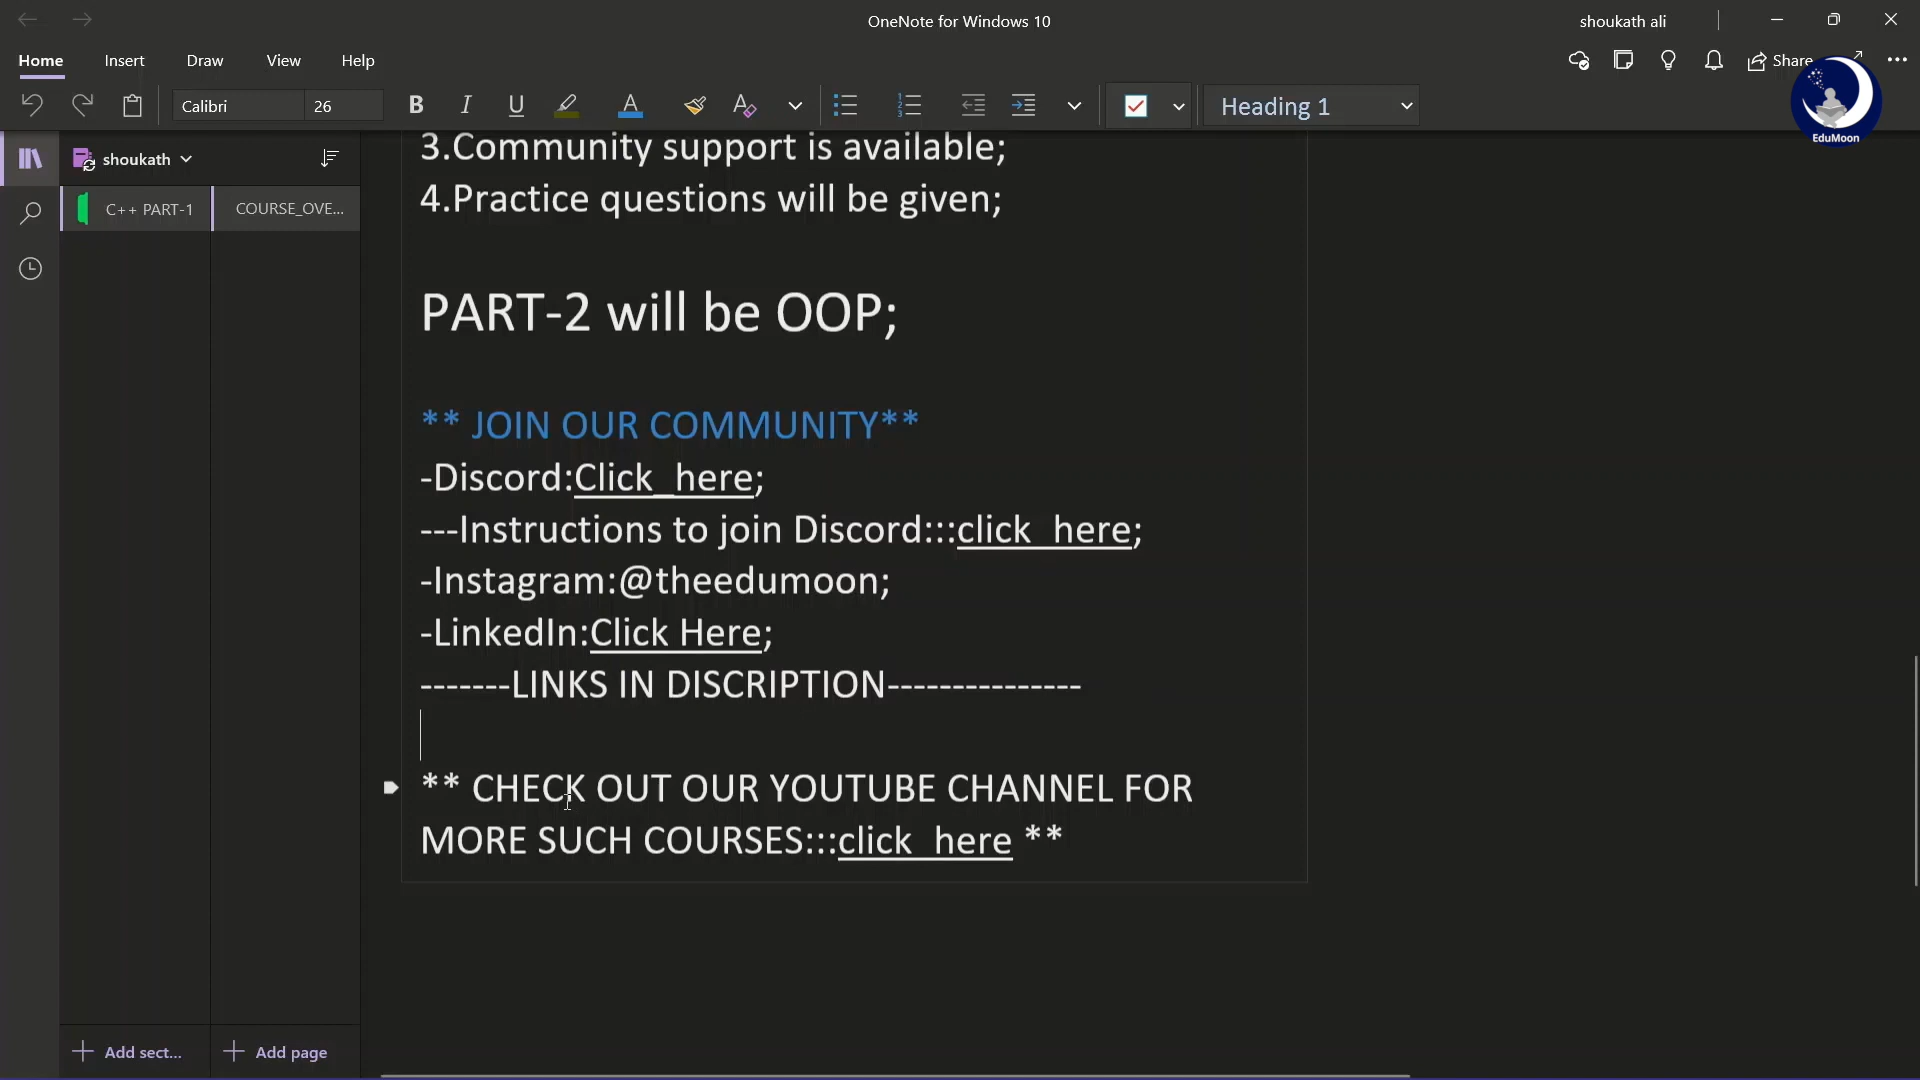 OneNote for Windows 10
shoukath ali
Home Insert Draw View Help
Share
Calibri 26 B I U A A Heading 1
EduMoon
shoukath
C++ PART-1 COURSE_OVE...
3.Community support is available;
4.Practice questions will be given;
PART-2 will be OOP;
** JOIN OUR COMMUNITY**
-Discord:Click_here;
---Instructions to join Discord:::click_here;
-Instagram:@theedumoon;
-LinkedIn:Click Here;
-------LINKS IN DISCRIPTION---------------
** CHECK OUT OUR YOUTUBE CHANNEL FOR
MORE SUCH COURSES:::click_here **
Add sect... Add page